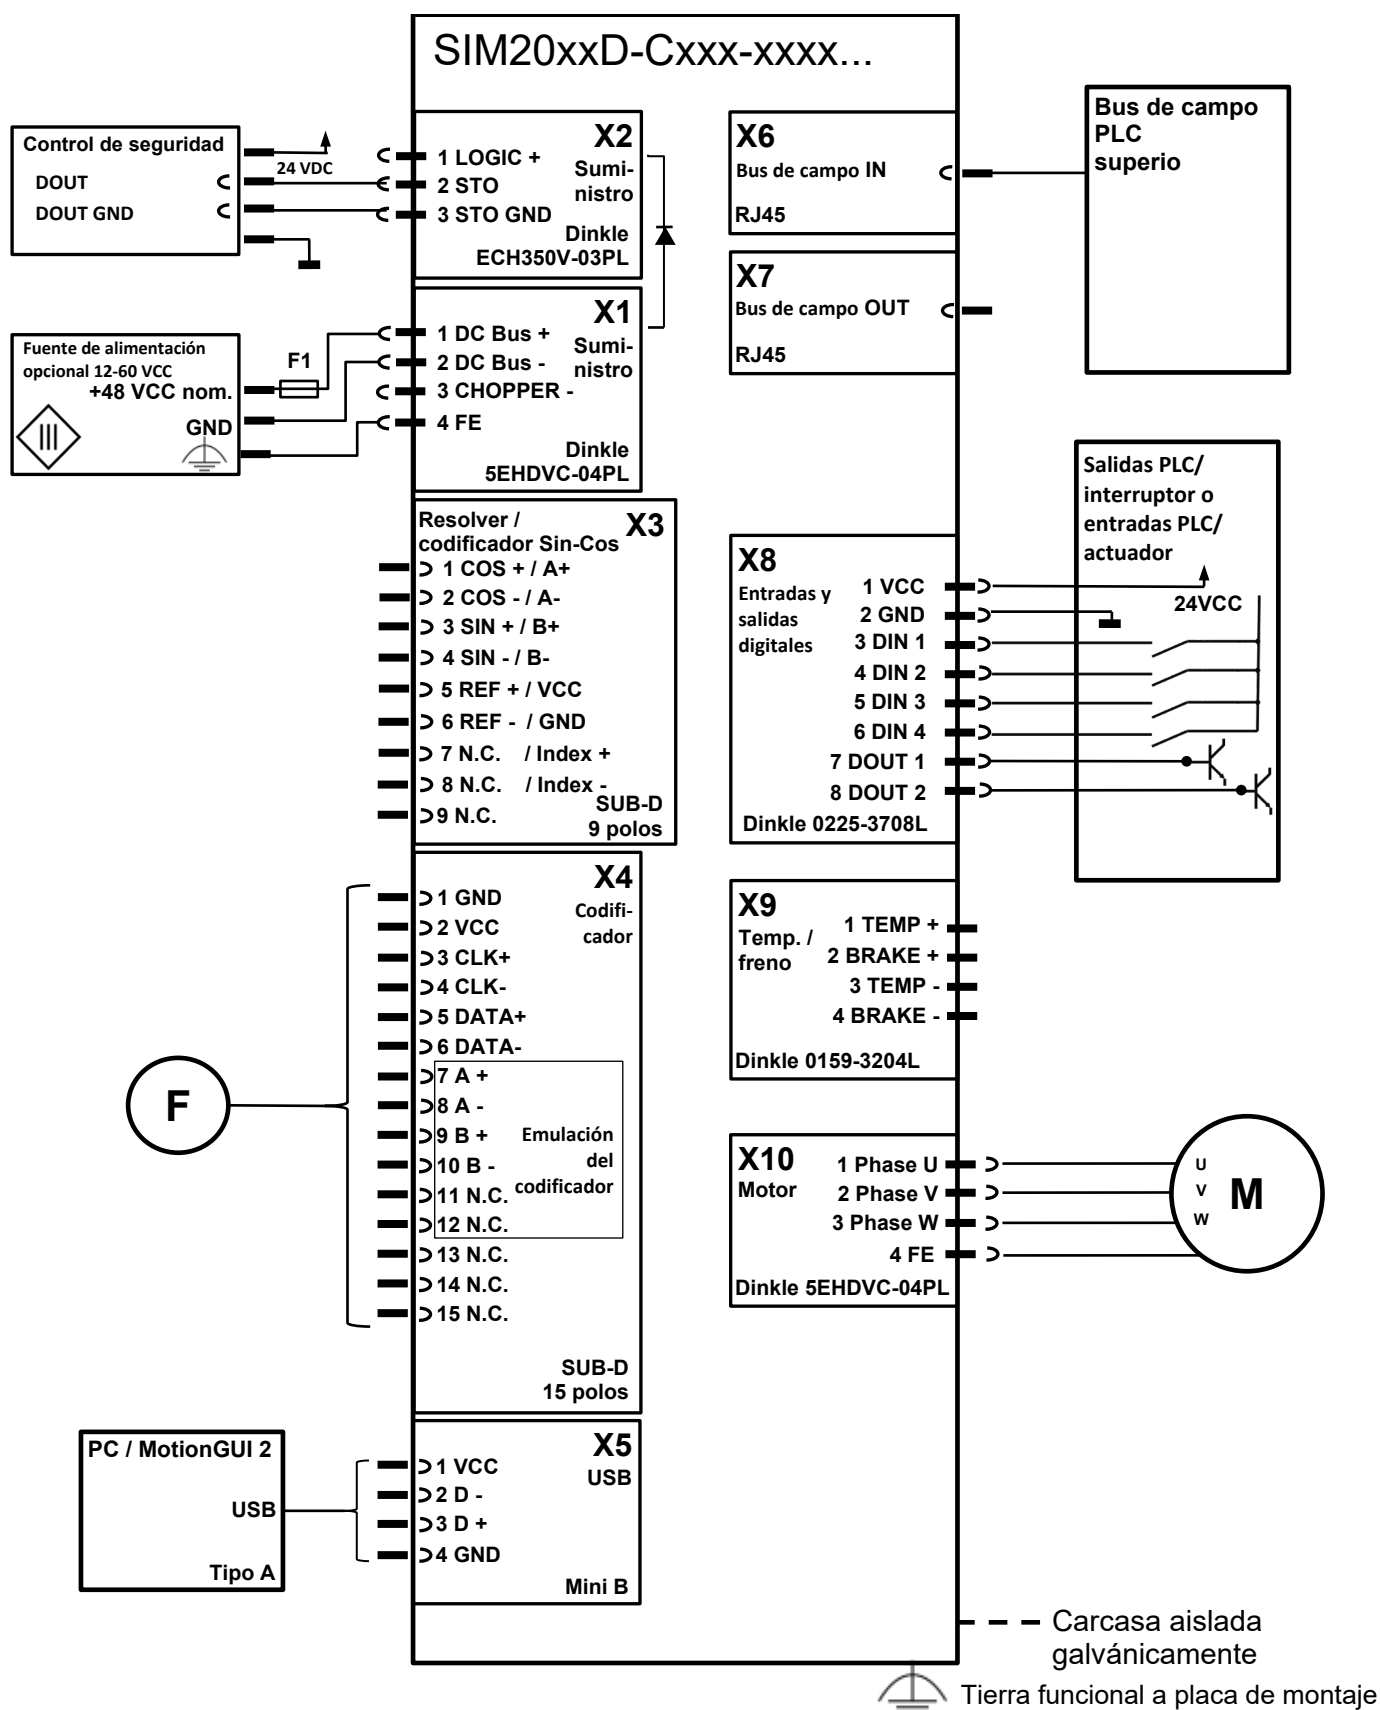 SIM20xxD-Cxxx-xxxx...
Control de seguridad
24 VDC
DOUT
DOUT GND
X2
1 LOGIC +
2 STO
3 STO GND
Sumi-
nistro
Dinkle
ECH350V-03PL
Fuente de alimentación
opcional 12-60 VCC
+48 VCC nom.
GND
III
F1
X1
1 DC Bus +
2 DC Bus -
3 CHOPPER -
4 FE
Sumi-
nistro
Dinkle
5EHDVC-04PL
Resolver /
codificador Sin-Cos
X3
1 COS + / A+
2 COS - / A-
3 SIN + / B+
4 SIN - / B-
5 REF + / VCC
6 REF - / GND
7 N.C. / Index +
8 N.C. / Index -
9 N.C.
SUB-D
9 polos
F
X4
Codifi-
cador
1 GND
2 VCC
3 CLK+
4 CLK-
5 DATA+
6 DATA-
7 A +
8 A -
9 B +
10 B -
11 N.C.
12 N.C.
13 N.C.
14 N.C.
15 N.C.
Emulación
del
codificador
SUB-D
15 polos
PC / MotionGUI 2
USB
Tipo A
X5
USB
1 VCC
2 D -
3 D +
4 GND
Mini B
X6
Bus de campo IN
RJ45
X7
Bus de campo OUT
RJ45
Bus de campo
PLC
superio
X8
Entradas y
salidas
digitales
1 VCC
2 GND
3 DIN 1
4 DIN 2
5 DIN 3
6 DIN 4
7 DOUT 1
8 DOUT 2
Dinkle 0225-3708L
Salidas PLC/
interruptor o
entradas PLC/
actuador
24VCC
X9
Temp. /
freno
1 TEMP +
2 BRAKE +
3 TEMP -
4 BRAKE -
Dinkle 0159-3204L
X10
Motor
1 Phase U
2 Phase V
3 Phase W
4 FE
Dinkle 5EHDVC-04PL
U
V
W
M
Carcasa aislada
galvánicamente
Tierra funcional a placa de montaje